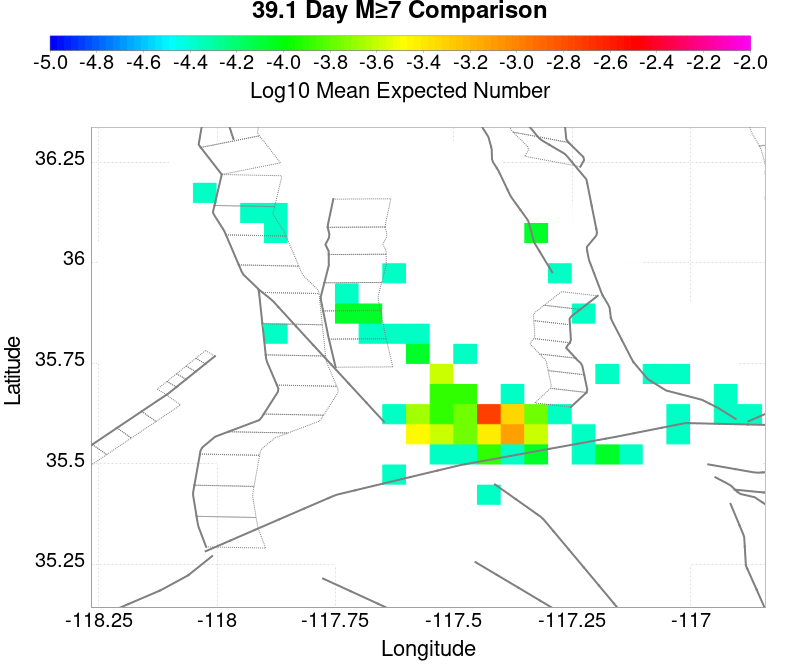 39.1 Day M≥7 Comparison
-5.0 -4.8 -4.6 -4.4 -4.2 -4.0 -3.8 -3.6 -3.4 -3.2 -3.0 -2.8 -2.6 -2.4 -2.2 -2.0
Log10 Mean Expected Number
36.25
36
35.75
35.5
35.25
Latitude
-118.25 -118 -117.75 -117.5 -117.25 -117
Longitude